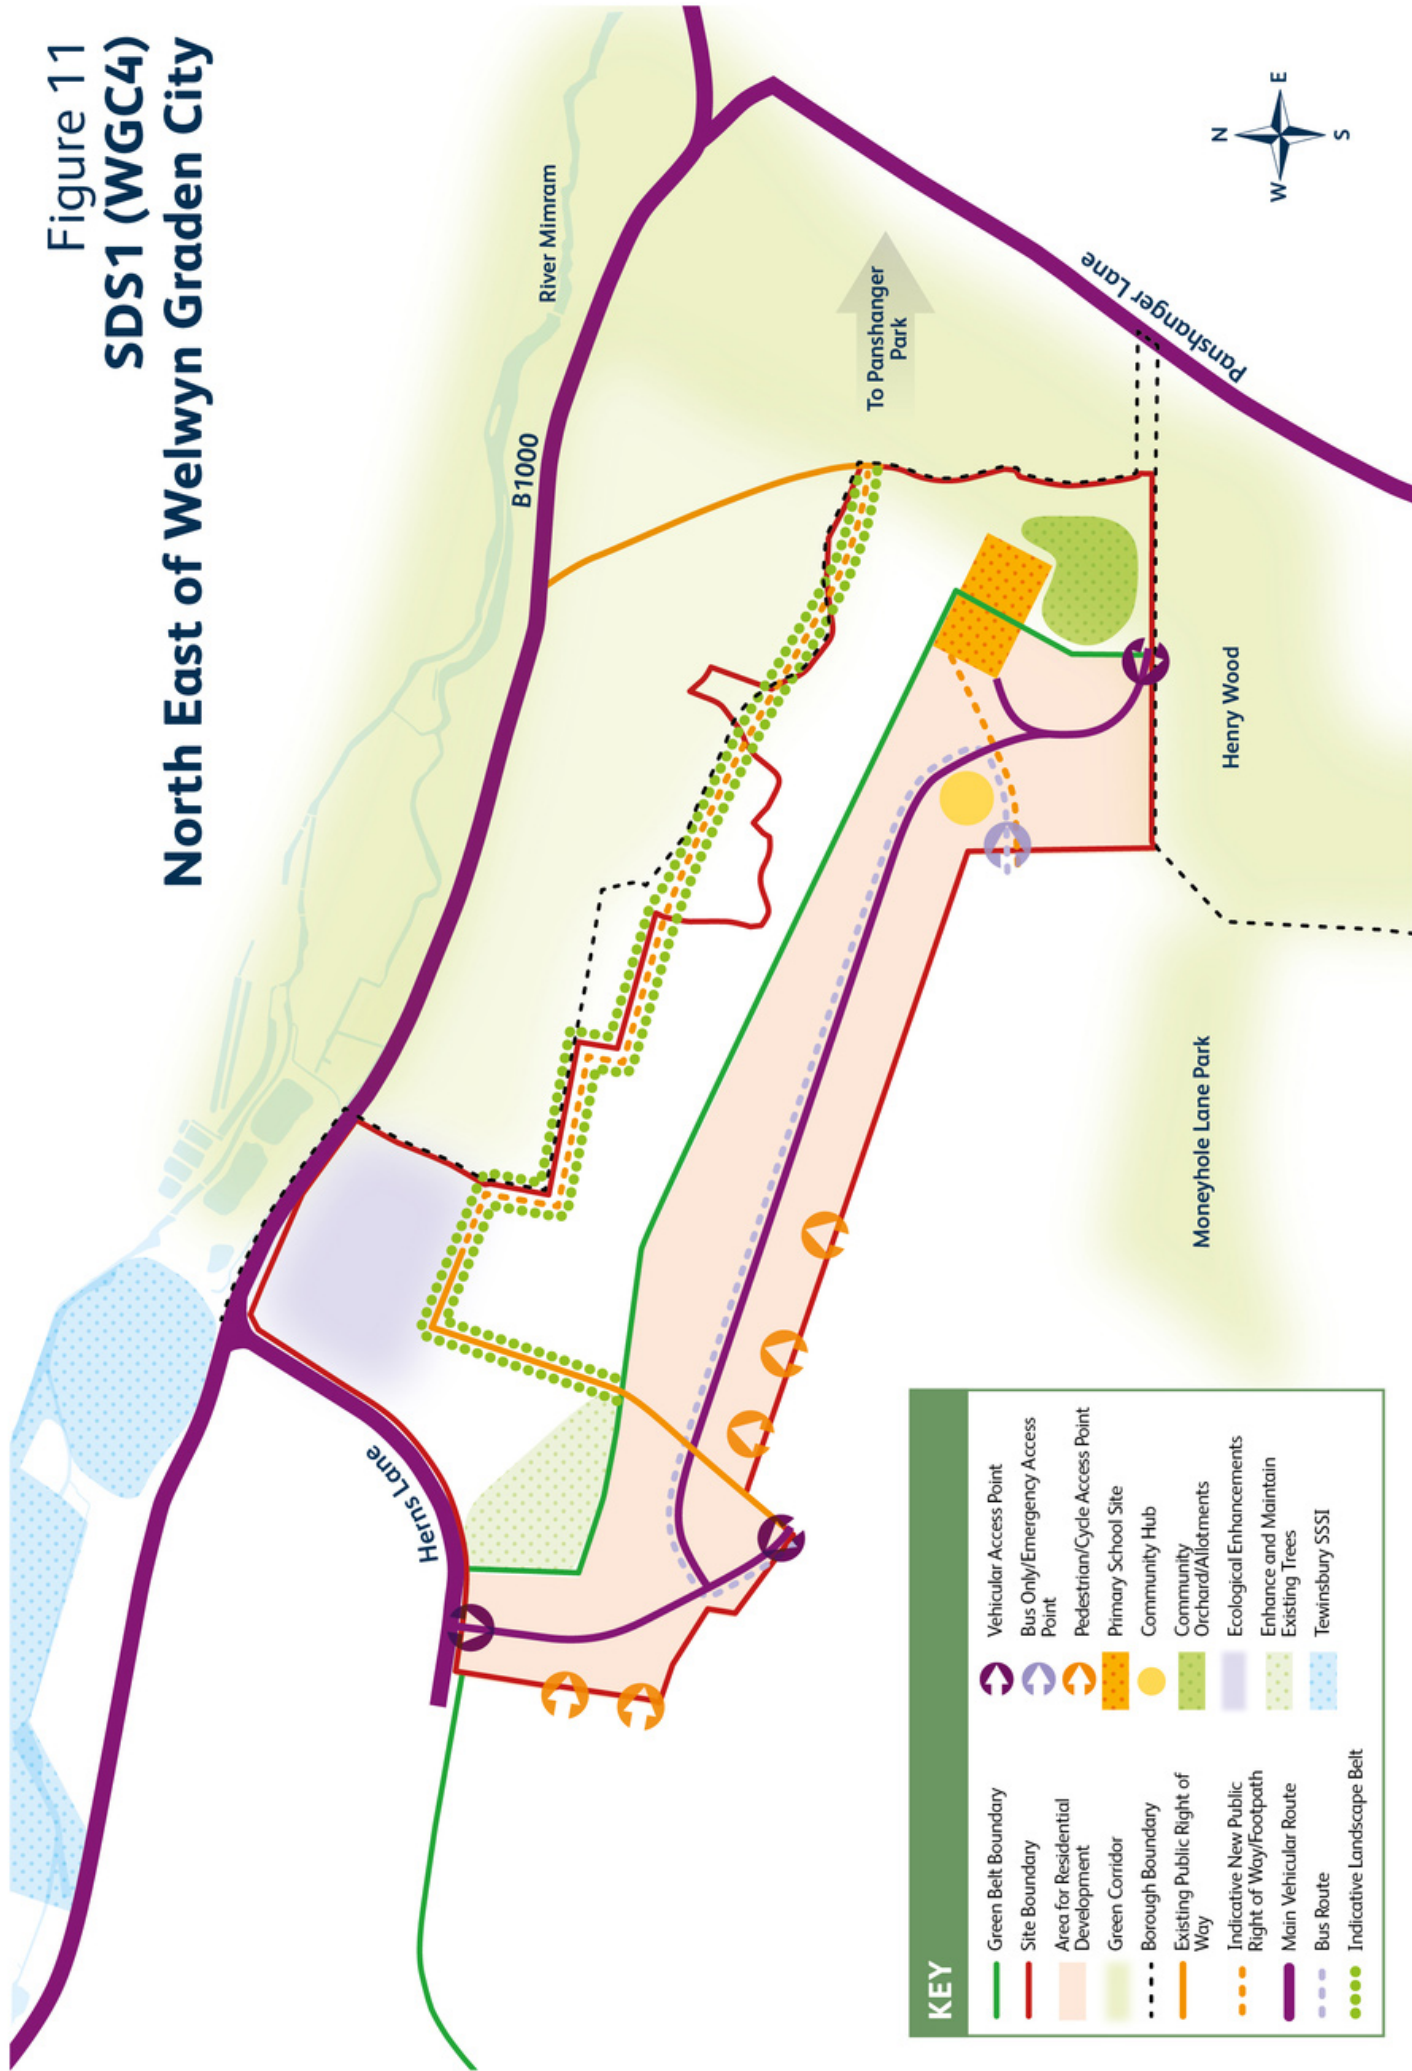 Figure 11
SDS1 (WGC4)
North East of Welwyn Graden City
River Mimram
B1000
To Panshanger
Park
Panshanger Lane
N
W
E
S
Herns Lane
Henry Wood
Moneyhole Lane Park
KEY
Green Belt Boundary
Site Boundary
Area for Residential
Development
Green Corridor
Borough Boundary
Existing Public Right of
Way
Indicative New Public
Right of Way/Footpath
Main Vehicular Route
Bus Route
Indicative Landscape Belt
Vehicular Access Point
Bus Only/Emergency Access
Point
Pedestrian/Cycle Access Point
Primary School Site
Community Hub
Community
Orchard/Allotments
Ecological Enhancements
Enhance and Maintain
Existing Trees
Tewinsbury SSSI